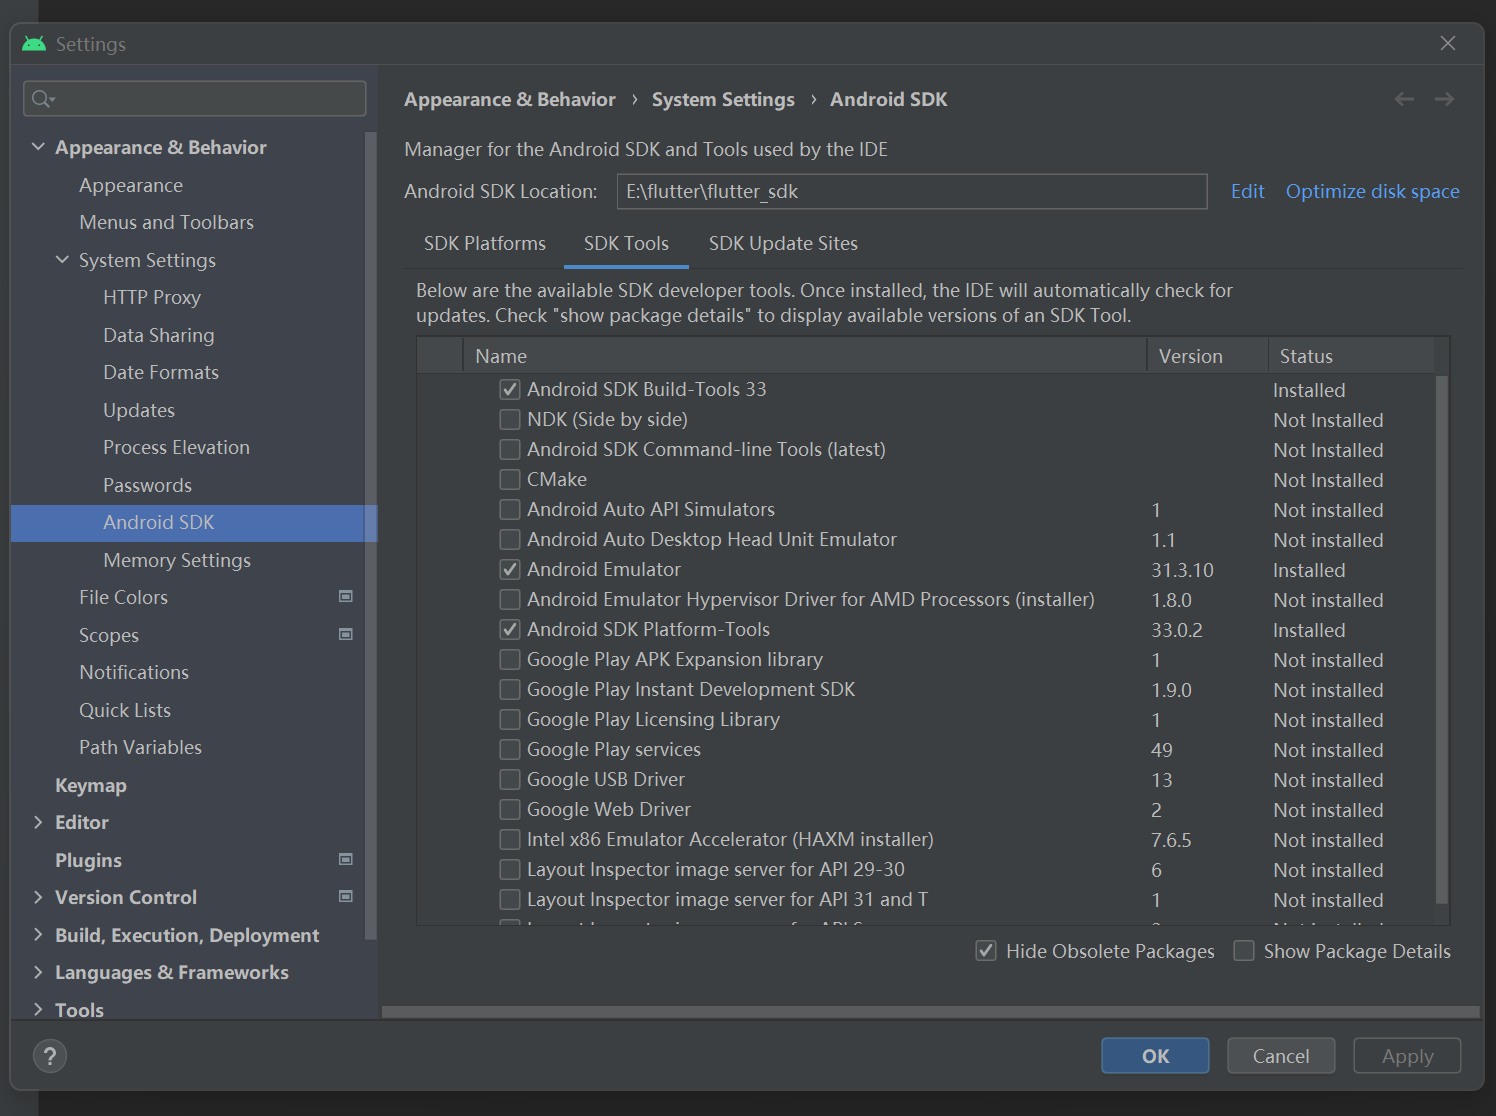 Settings
Appearance & Behavior
Appearance
Menus and Toolbars
System Settings
HTTP Proxy
Data Sharing
Date Formats
Updates
Process Elevation
Passwords
Android SDK
Memory Settings
File Colors
Scopes
Notifications
Quick Lists
Path Variables
Keymap
Editor
Plugins
Version Control
Build, Execution, Deployment
Languages & Frameworks
Tools
Appearance & Behavior › System Settings › Android SDK
Manager for the Android SDK and Tools used by the IDE
Android SDK Location: E:\flutter\flutter_sdk Edit Optimize disk space
SDK Platforms SDK Tools SDK Update Sites
Below are the available SDK developer tools. Once installed, the IDE will automatically check for
updates. Check "show package details" to display available versions of an SDK Tool.
Name Version Status
Android SDK Build-Tools 33 Installed
NDK (Side by side) Not Installed
Android SDK Command-line Tools (latest) Not Installed
CMake Not Installed
Android Auto API Simulators 1 Not installed
Android Auto Desktop Head Unit Emulator 1.1 Not installed
Android Emulator 31.3.10 Installed
Android Emulator Hypervisor Driver for AMD Processors (installer) 1.8.0 Not installed
Android SDK Platform-Tools 33.0.2 Installed
Google Play APK Expansion library 1 Not installed
Google Play Instant Development SDK 1.9.0 Not installed
Google Play Licensing Library 1 Not installed
Google Play services 49 Not installed
Google USB Driver 13 Not installed
Google Web Driver 2 Not installed
Intel x86 Emulator Accelerator (HAXM installer) 7.6.5 Not installed
Layout Inspector image server for API 29-30 6 Not installed
Layout Inspector image server for API 31 and T 1 Not installed
Hide Obsolete Packages Show Package Details
? OK Cancel Apply